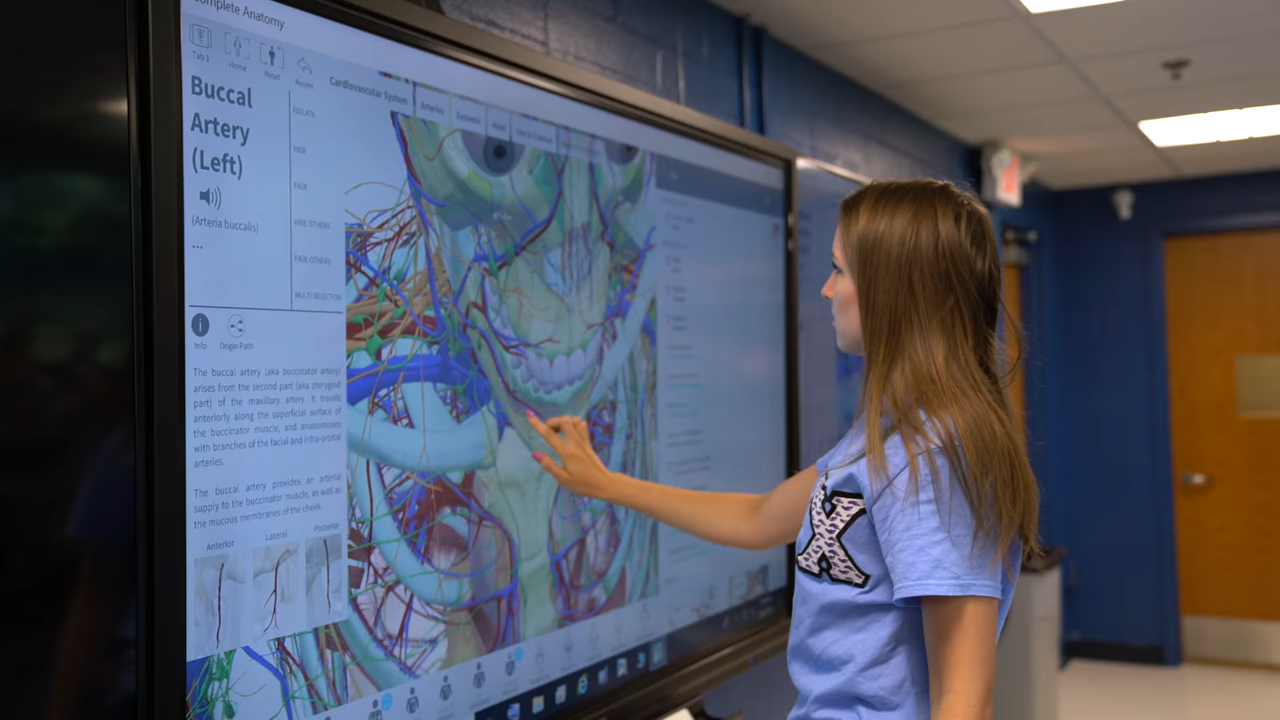 Complete Anatomy
Tab 1
Home
Reset
Recent
Buccal
Artery
(Left)
(Arteria buccalis)
...
ISOLATE
HIDE
FADE
HIDE OTHERS
FADE OTHERS
MULTI SELECTION
Info
Origin Path
The buccal artery (aka buccinator artery)
arises from the second part (aka pterygoid
part) of the maxillary artery. It travels
anteriorly along the superficial surface of
the buccinator muscle, and anastomoses
with branches of the facial and infra-orbital
arteries.
The buccal artery provides an arterial
supply to the buccinator muscle, as well as
the mucous membranes of the cheek.
Anterior
Lateral
Posterior
Cardiovascular System
Arteries
Systemic
Head
X